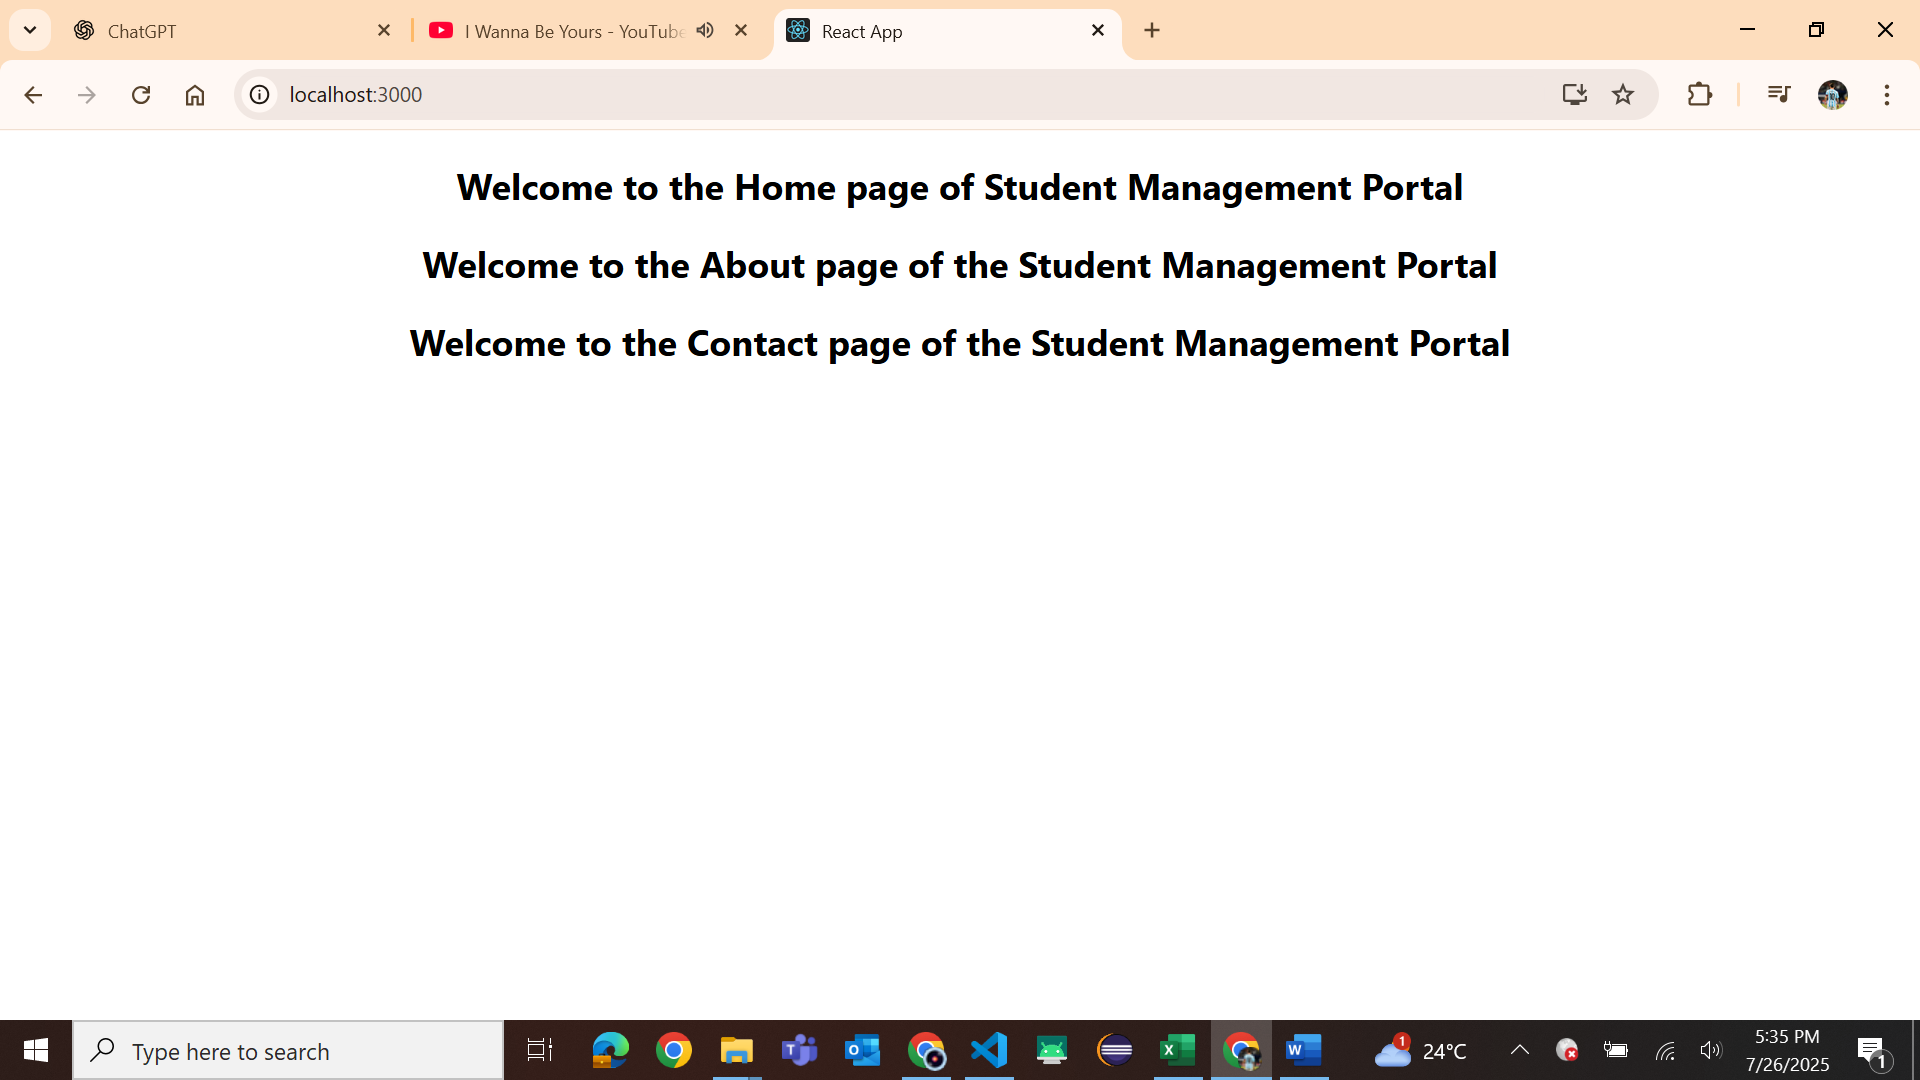 ChatGPT
I Wanna Be Yours - YouTube
React App
localhost:3000
Welcome to the Home page of Student Management Portal
Welcome to the About page of the Student Management Portal
Welcome to the Contact page of the Student Management Portal
Type here to search
1
24°C
5:35 PM
7/26/2025
1